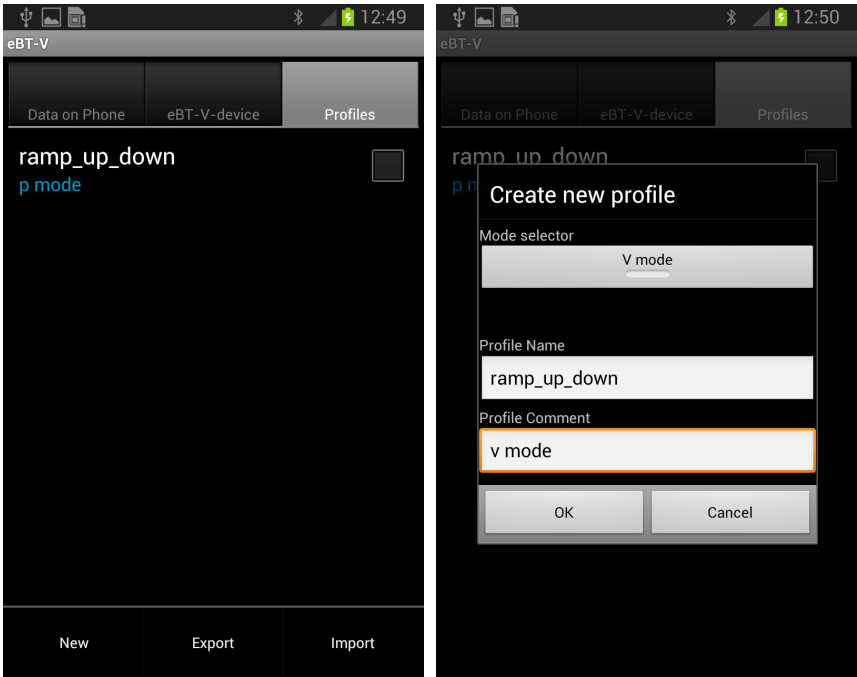 12:49
eBT-V
Data on Phone eBT-V-device Profiles
ramp_up_down
p mode
New Export Import
12:50
eBT-V
Data on Phone eBT-V-device Profiles
ramp_up_down
p m
Create new profile
Mode selector
V mode
Profile Name
ramp_up_down
Profile Comment
v mode
OK Cancel